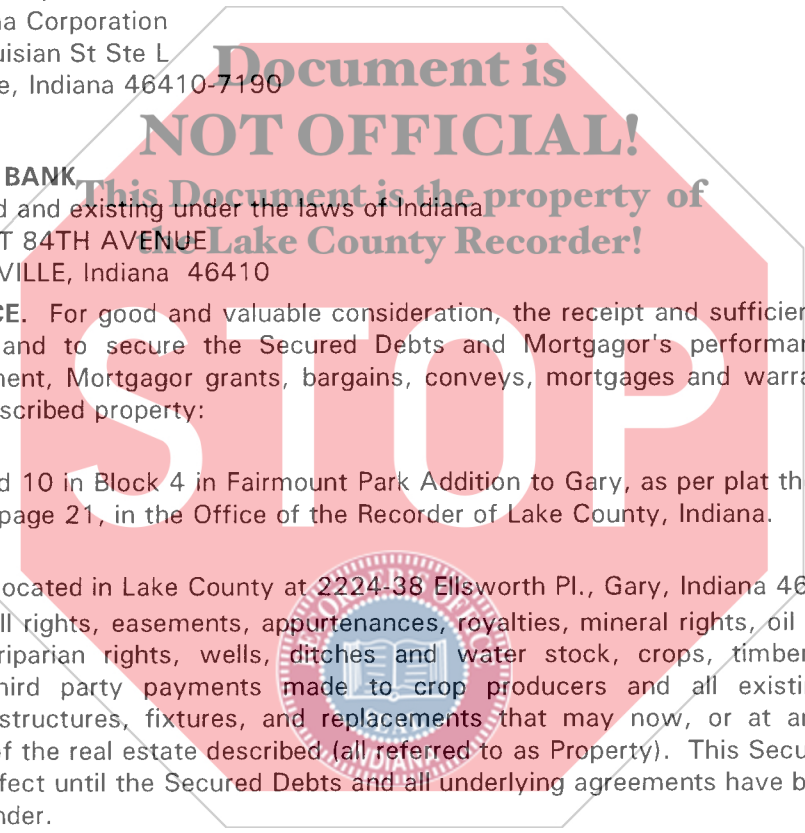 na Corporation
uisian St Ste L
e, Indiana 46410-7190
Document is
NOT OFFICIAL!
This Document is the property of
the Lake County Recorder!
BANK
d and existing under the laws of Indiana
T 84TH AVENUE
VILLE, Indiana 46410
CE. For good and valuable consideration, the receipt and sufficien
and to secure the Secured Debts and Mortgagor's performan
ment, Mortgagor grants, bargains, conveys, mortgages and warra
scribed property:
STOP
d 10 in Block 4 in Fairmount Park Addition to Gary, as per plat th
page 21, in the Office of the Recorder of Lake County, Indiana.
ocated in Lake County at 2224-38 Ellsworth Pl., Gary, Indiana 46
ll rights, easements, appurtenances, royalties, mineral rights, oil
riparian rights, wells, ditches and water stock, crops, timber
hird party payments made to crop producers and all existin
structures, fixtures, and replacements that may now, or at an
of the real estate described (all referred to as Property). This Secu
fect until the Secured Debts and all underlying agreements have b
nder.
INDIANA